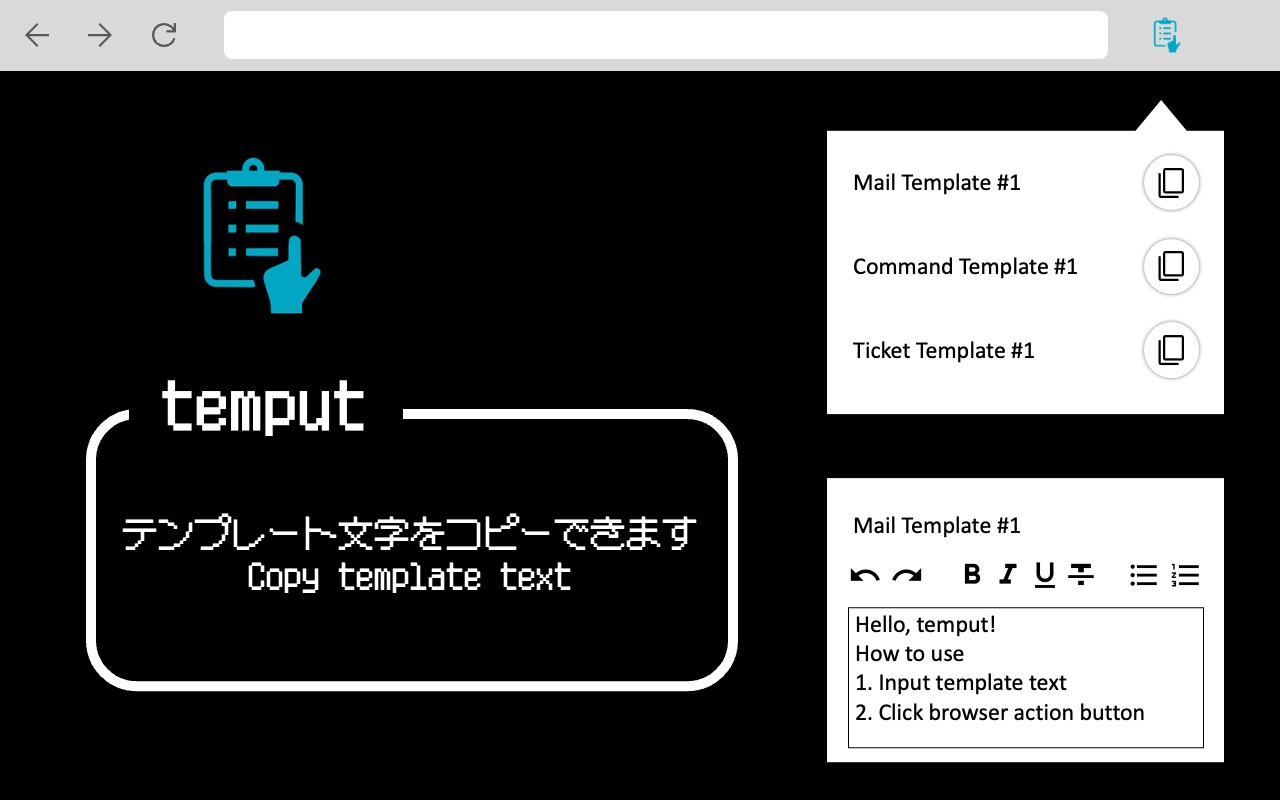 temput
テンプレート文字をコピーできます
Copy template text
Mail Template #1
Command Template #1
Ticket Template #1
Mail Template #1
B I U
Hello, temput!
How to use
1. Input template text
2. Click browser action button